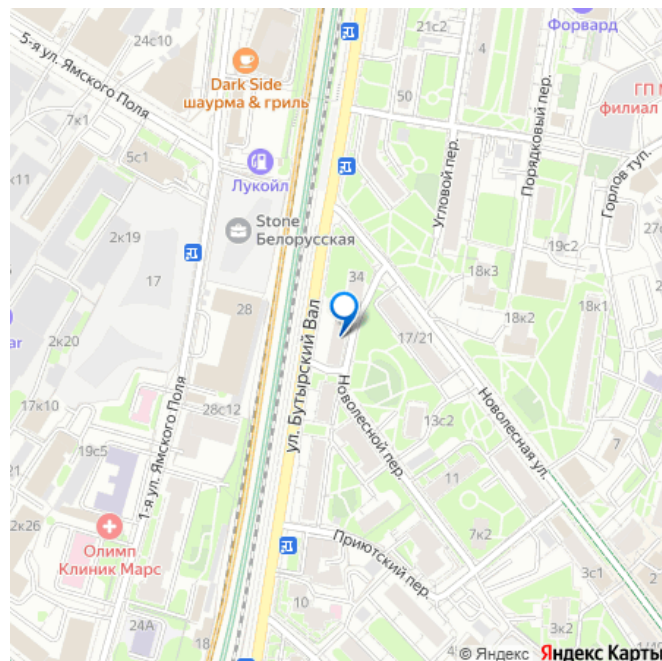 24с10
21с2
4
Форвард
5-я ул. Ямского Поля
Dark Side
шаурма & гриль
50
Порядковый пер.
ГП М
филиал
7к1
5с1
Лукойл
Угловой пер.
Горлов туп.
к11
2к19
Stone
Белорусская
19с2
27с
17
34
18к3
28
18к2
18к1
ar
2к20
17/21
ул. Бутырский Вал
1-я ул. Ямского Поля
Новолесной пер.
Новолесная ул.
17к10
28с12
13с2
19с5
7
11
2к26
Олимп
Клиник Марс
7к2
Приютский пер.
3с1
10
24А
18
3к2
1/4
© Яндекс Яндекс Карты